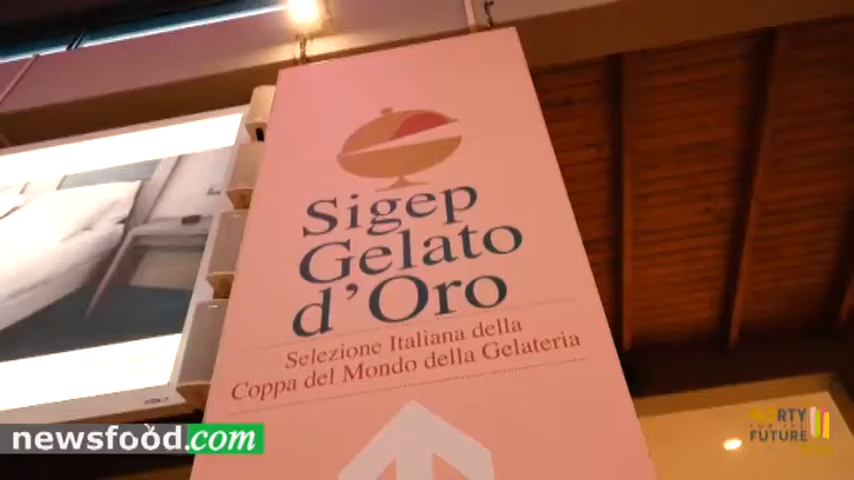 Sigep
Gelato
d'Oro
Selezione Italiana della
Coppa del Mondo della Gelateria
newsfood.com
FUTURE